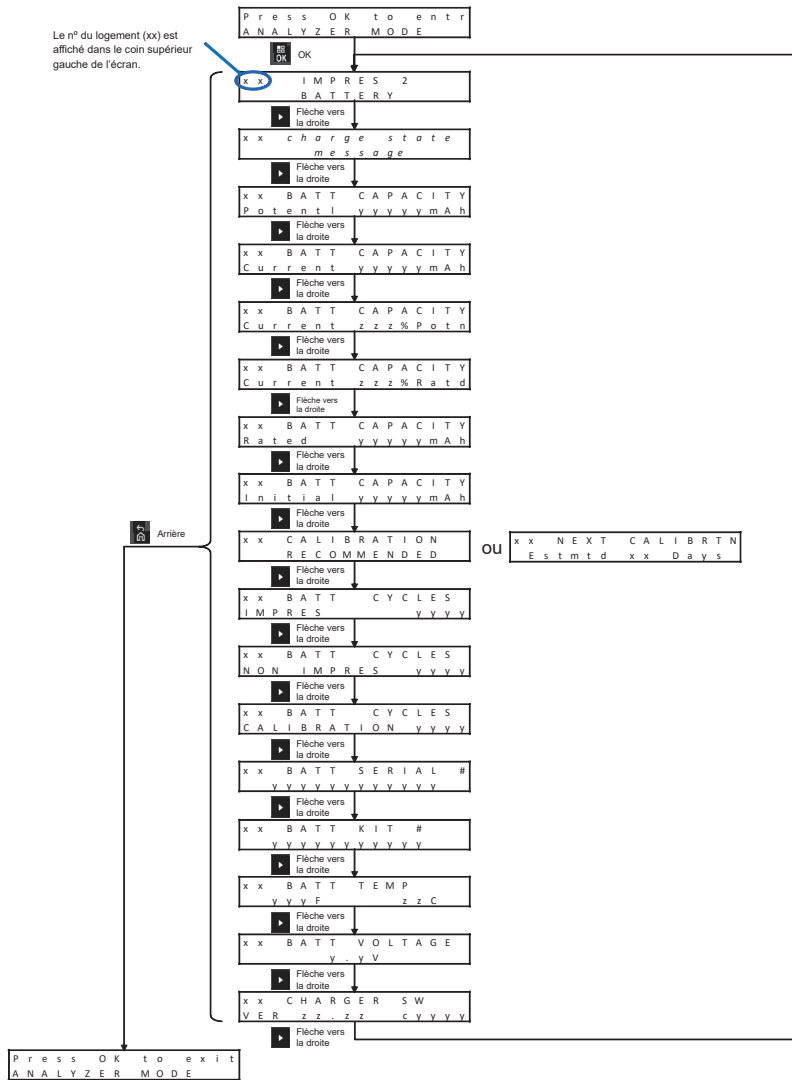 Press OK to entr
ANALYZER MODE
Le nº du logement (xx) est
affiché dans le coin supérieur
gauche de l'écran.
OK
OK
xx IMPRES 2
BATTERY
Flèche vers
la droite
xx charge state
message
Flèche vers
la droite
xx BATT CAPACITY
Potentl yyyyymAh
Flèche vers
la droite
xx BATT CAPACITY
Current yyyyymAh
Flèche vers
la droite
xx BATT CAPACITY
Current zzz%Potn
Flèche vers
la droite
xx BATT CAPACITY
Current zzz%Ratd
Flèche vers
la droite
xx BATT CAPACITY
Rated yyyyymAh
Flèche vers
la droite
xx BATT CAPACITY
Initial yyyyymAh
Flèche vers
la droite
Arrière
xx CALIBRATION
RECOMMENDED
ou
xx NEXT CALIBRTN
Estmtd xx Days
Flèche vers
la droite
xx BATT CYCLES
IMPRES yyyy
Flèche vers
la droite
xx BATT CYCLES
NON IMPRES yyyy
Flèche vers
la droite
xx BATT CYCLES
CALIBRATION yyyy
Flèche vers
la droite
xx BATT SERIAL #
yyyyyyyyyyyy
Flèche vers
la droite
xx BATT KIT #
yyyyyyyyyy
Flèche vers
la droite
xx BATT TEMP
yyyF zzC
Flèche vers
la droite
xx BATT VOLTAGE
y.yV
Flèche vers
la droite
xx CHARGER SW
VER zz.zz cyyyy
Flèche vers
la droite
Press OK to exit
ANALYZER MODE